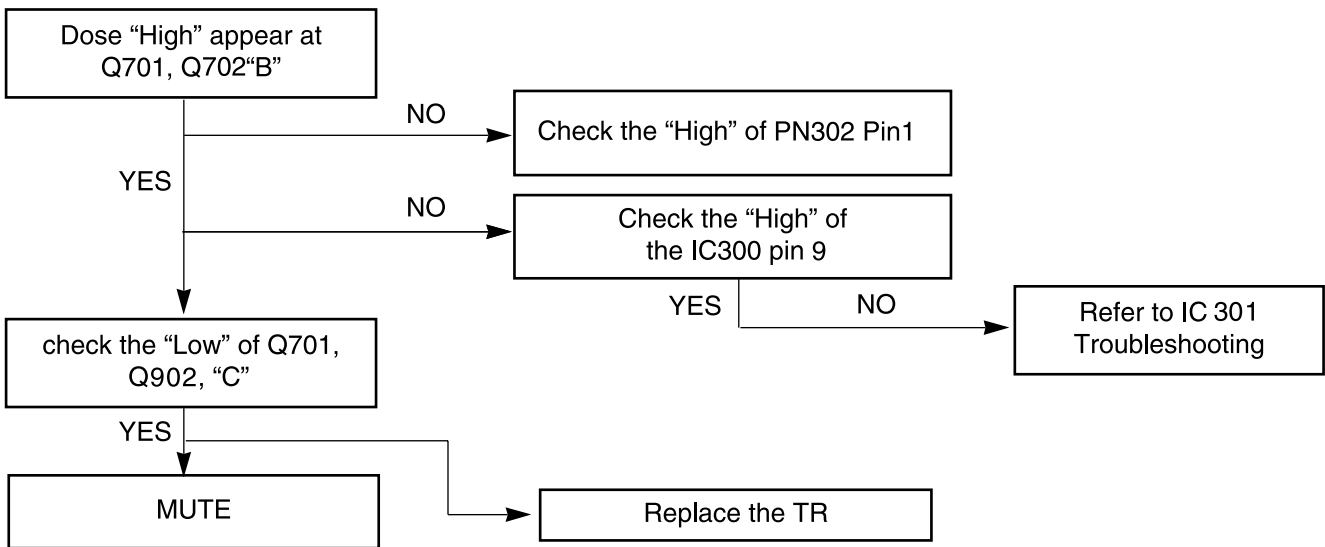 Dose “High” appear at
Q701, Q702“B”
NO
Check the “High” of PN302 Pin1
YES
NO
Check the “High” of
the IC300 pin 9
YES
NO
Refer to IC 301
Troubleshooting
check the “Low” of Q701,
Q902, “C”
YES
MUTE
Replace the TR